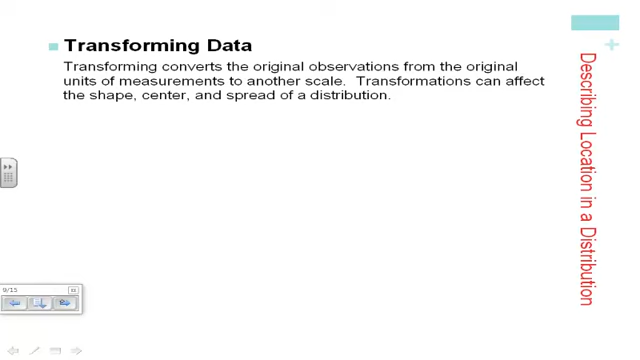 Transforming Data
Transforming converts the original observations from the original
units of measurements to another scale. Transformations can affect
the shape, center, and spread of a distribution.
+
Describing Location in a Distribution
9/15